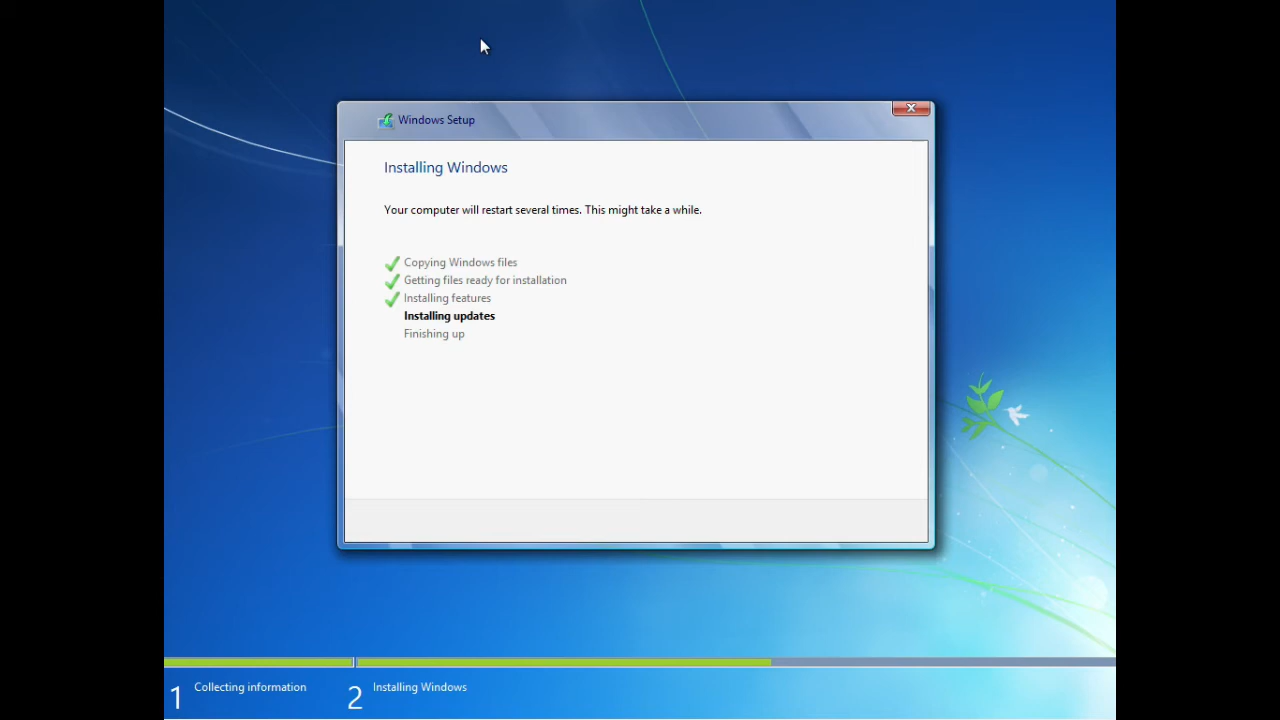 Windows Setup
Installing Windows
Your computer will restart several times. This might take a while.
Copying Windows files
Getting files ready for installation
Installing features
Installing updates
Finishing up
1 Collecting information
2 Installing Windows